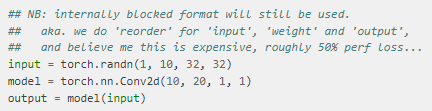 ## NB: internally blocked format will still be used.
##   aka. we do 'reorder' for 'input', 'weight' and 'output',
##   and believe me this is expensive, roughly 50% perf loss...
input = torch.randn(1, 10, 32, 32)
model = torch.nn.Conv2d(10, 20, 1, 1)
output = model(input)